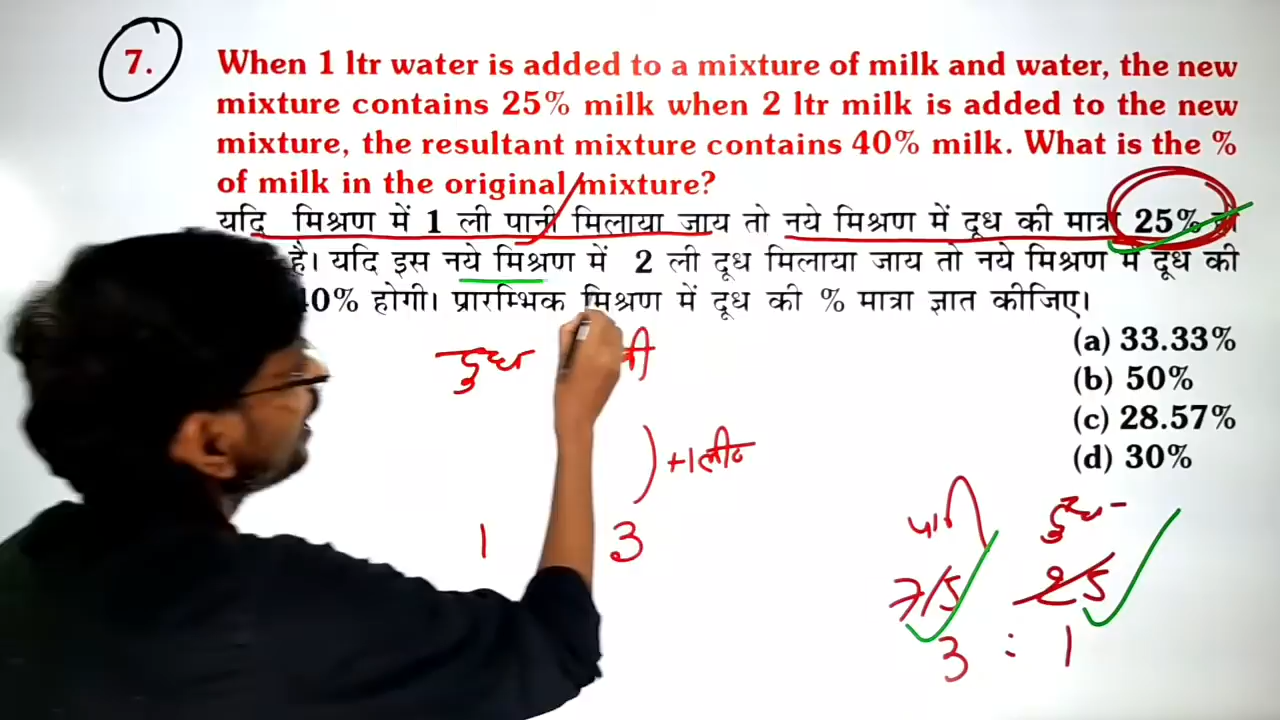 7. When 1 ltr water is added to a mixture of milk and water, the new
mixture contains 25% milk when 2 ltr milk is added to the new
mixture, the resultant mixture contains 40% milk. What is the %
of milk in the original mixture?
यदि मिश्रण में 1 ली पानी मिलाया जाय तो नये मिश्रण में दूध की मात्रा 25%
है। यदि इस नये मिश्रण में 2 ली दूध मिलाया जाय तो नये मिश्रण में दूध की
40% होगी। प्रारम्भिक मिश्रण में दूध की % मात्रा ज्ञात कीजिए।
(a) 33.33%
(b) 50%
(c) 28.57%
(d) 30%
दुध
+1ली०
1 3
पानी दुध
75 25
3 : 1